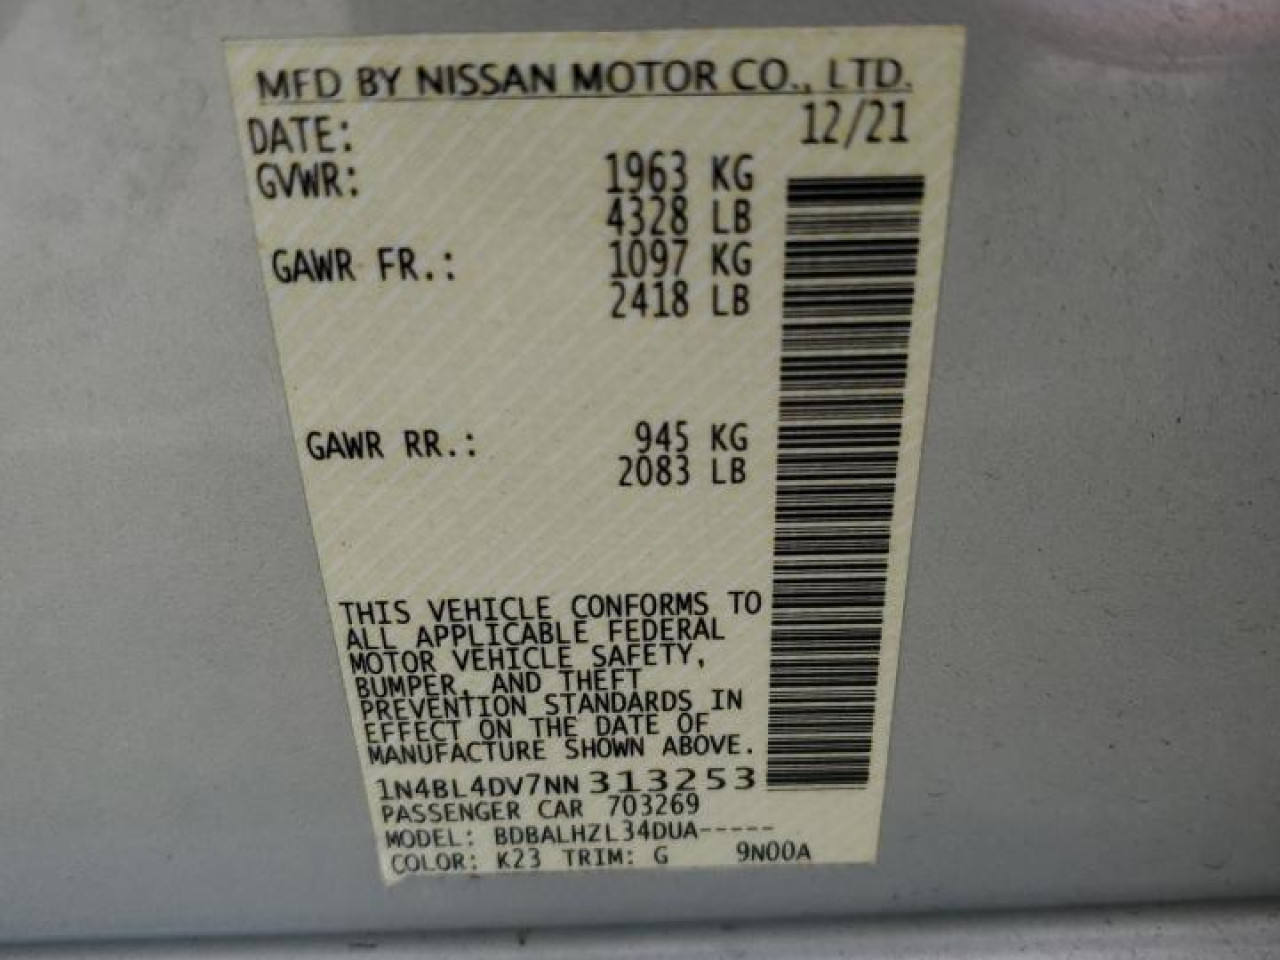 MFD BY NISSAN MOTOR CO., LTD.
DATE: 12/21
GVWR: 1963 KG
4328 LB
GAWR FR.: 1097 KG
2418 LB
GAWR RR.: 945 KG
2083 LB
THIS VEHICLE CONFORMS TO
ALL APPLICABLE FEDERAL
MOTOR VEHICLE SAFETY,
BUMPER, AND THEFT
PREVENTION STANDARDS IN
EFFECT ON THE DATE OF
MANUFACTURE SHOWN ABOVE.
1N4BL4DV7NN313253
PASSENGER CAR 703269
MODEL: BDBALHZL34DUA-----
COLOR: K23 TRIM: G 9N00A